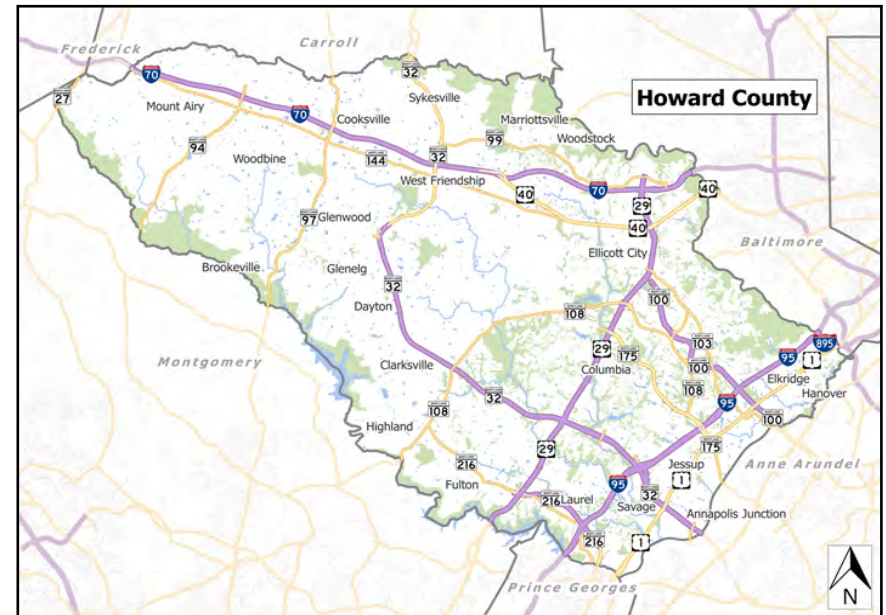 Frederick
Carroll
32
70
27
Mount Airy
Sykesville
Howard County
70
Cooksville
Marriottsville
Woodstock
94
99
144
32
Woodbine
West Friendship
70
40
40
29
97
Glenwood
40
Baltimore
Ellicott City
Brookeville
Glenelg
32
100
Dayton
108
103
895
Montgomery
29
175
95
1
Clarksville
Columbia
100
Elkridge
32
108
Hanover
95
108
100
Highland
29
175
216
Jessup
Anne Arundel
Fulton
95
1
216
Laurel
32
Savage
Annapolis Junction
216
1
Prince Georges
N